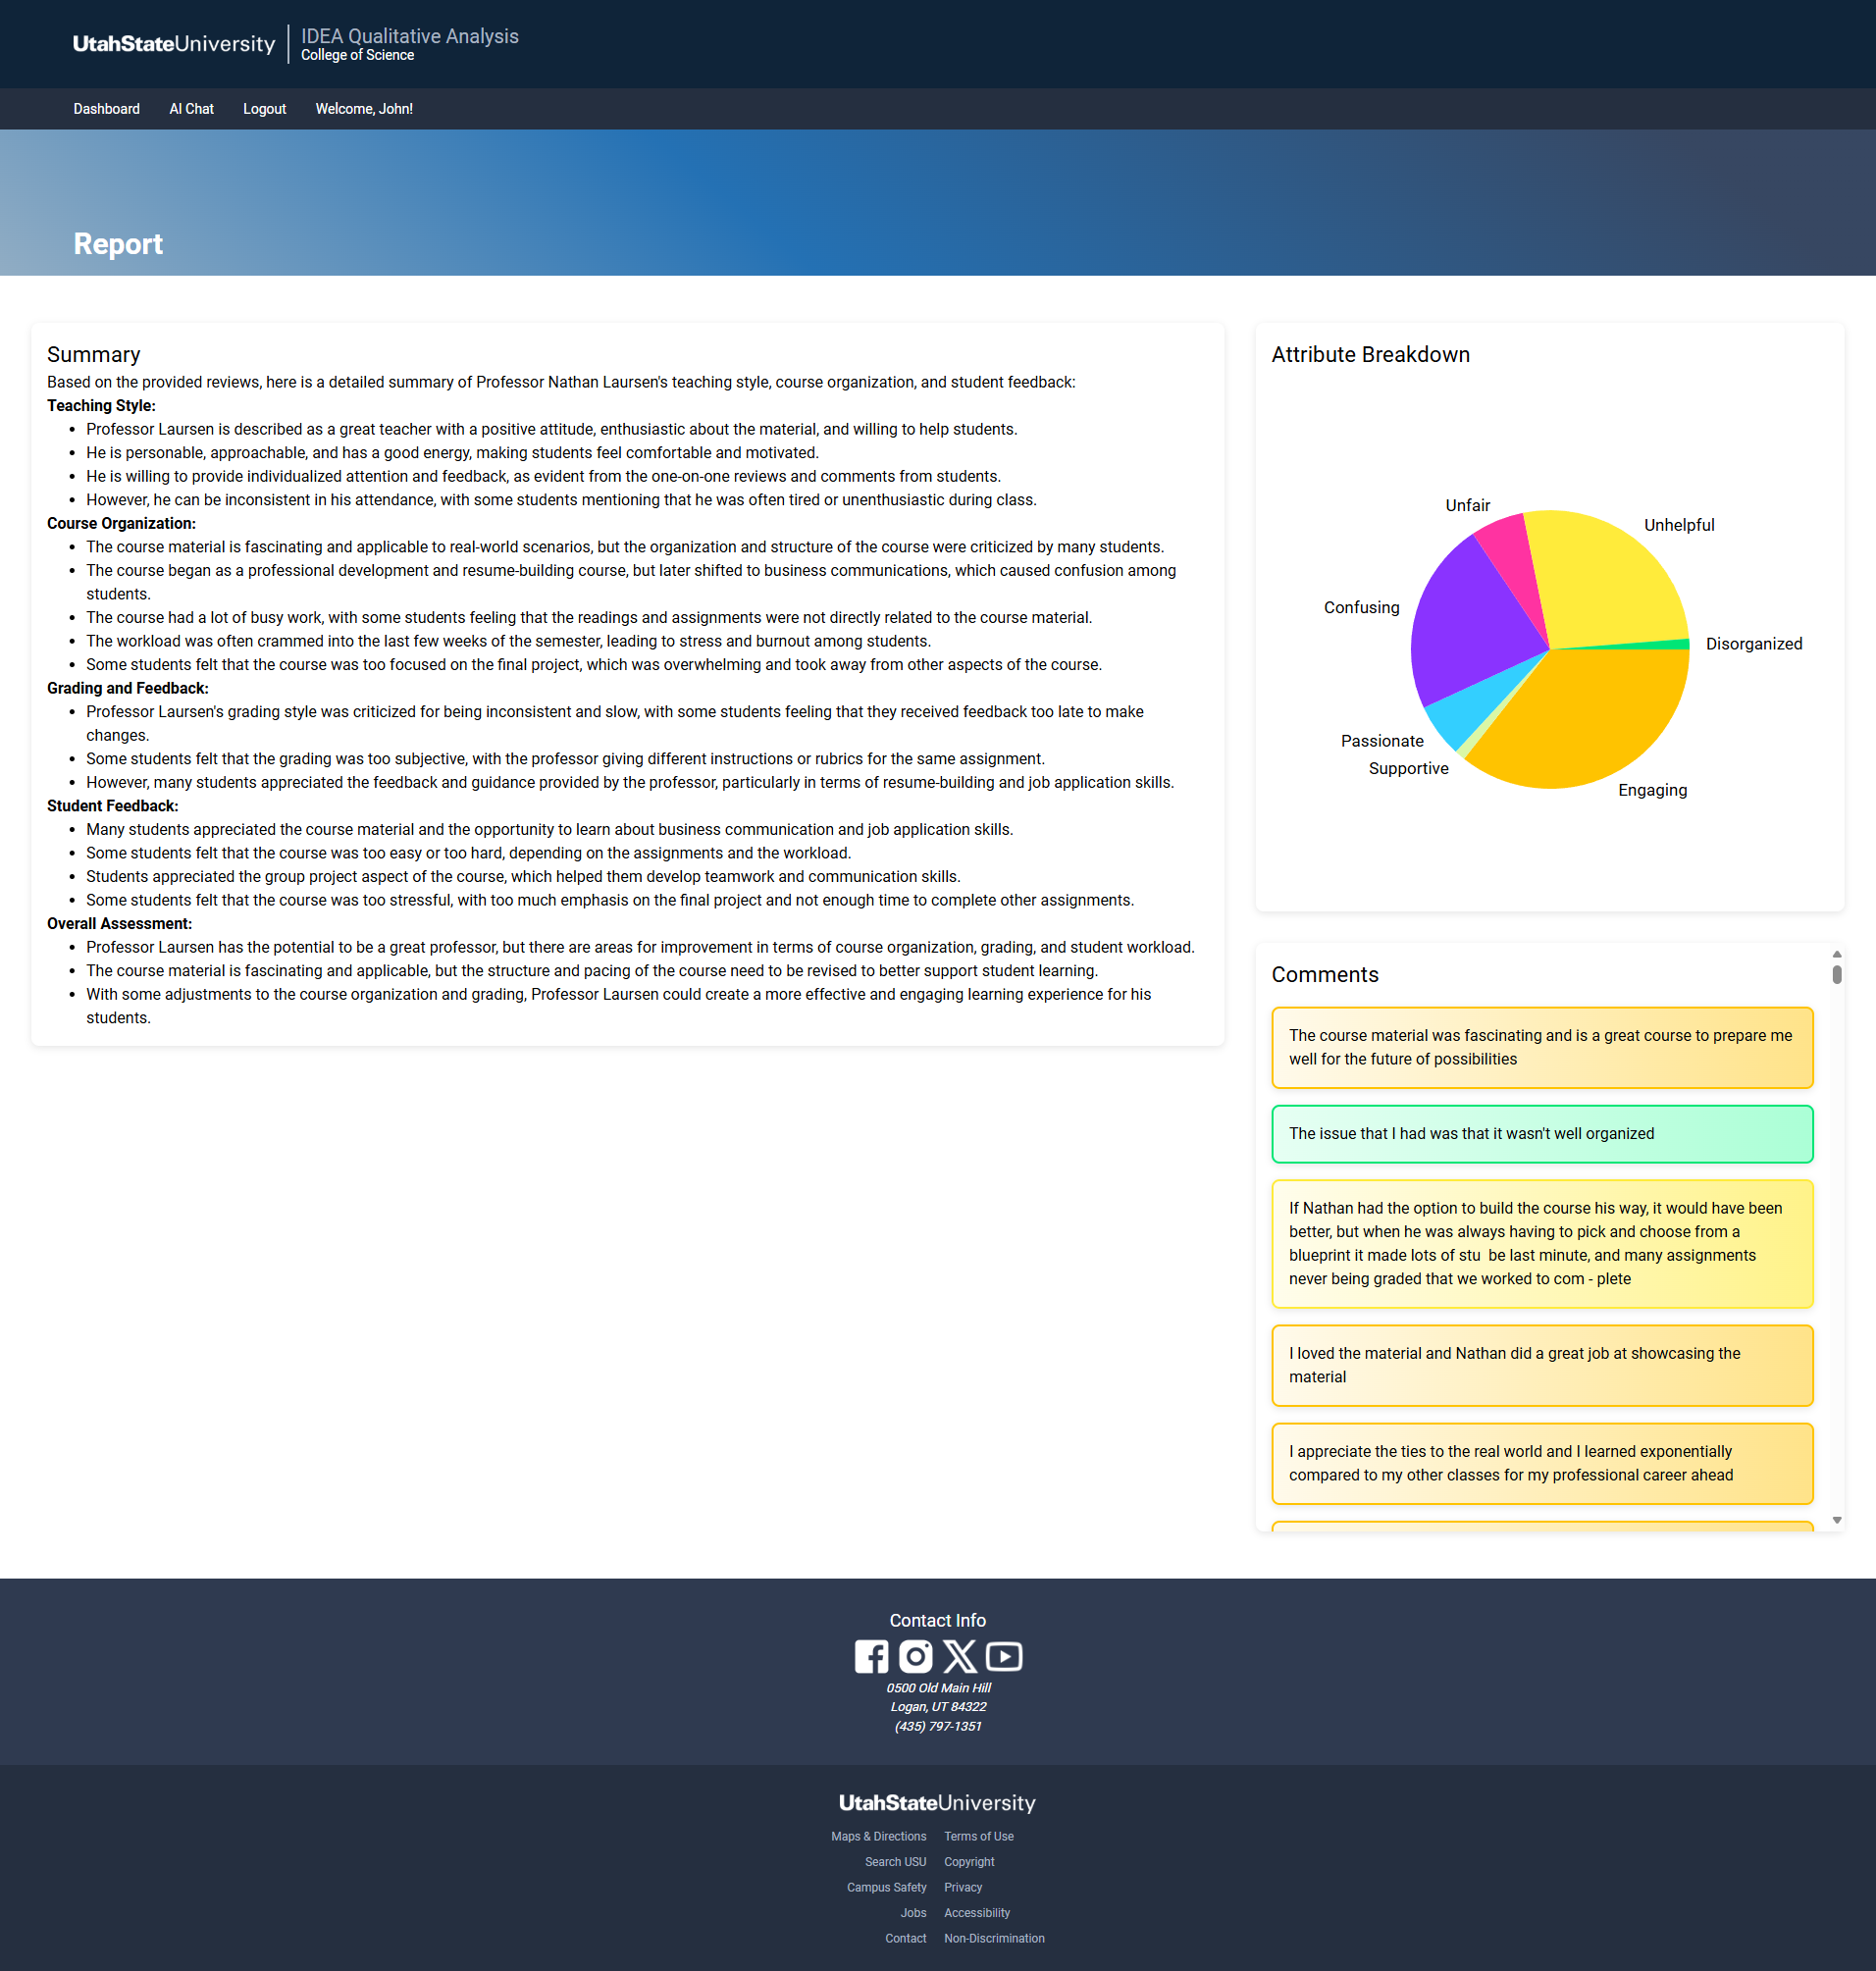 UtahStateUniversity
IDEA Qualitative Analysis
College of Science
Dashboard
AI Chat
Logout
Welcome, John!
Report
Summary
Based on the provided reviews, here is a detailed summary of Professor Nathan Laursen's teaching style, course organization, and student feedback:
Teaching Style:
• Professor Laursen is described as a great teacher with a positive attitude, enthusiastic about the material, and willing to help students.
• He is personable, approachable, and has a good energy, making students feel comfortable and motivated.
• He is willing to provide individualized attention and feedback, as evident from the one-on-one reviews and comments from students.
• However, he can be inconsistent in his attendance, with some students mentioning that he was often tired or unenthusiastic during class.
Course Organization:
• The course material is fascinating and applicable to real-world scenarios, but the organization and structure of the course were criticized by many students.
• The course began as a professional development and resume-building course, but later shifted to business communications, which caused confusion among
students.
• The course had a lot of busy work, with some students feeling that the readings and assignments were not directly related to the course material.
• The workload was often crammed into the last few weeks of the semester, leading to stress and burnout among students.
• Some students felt that the course was too focused on the final project, which was overwhelming and took away from other aspects of the course.
Grading and Feedback:
• Professor Laursen's grading style was criticized for being inconsistent and slow, with some students feeling that they received feedback too late to make
changes.
• Some students felt that the grading was too subjective, with the professor giving different instructions or rubrics for the same assignment.
• However, many students appreciated the feedback and guidance provided by the professor, particularly in terms of resume-building and job application skills.
Student Feedback:
• Many students appreciated the course material and the opportunity to learn about business communication and job application skills.
• Some students felt that the course was too easy or too hard, depending on the assignments and the workload.
• Students appreciated the group project aspect of the course, which helped them develop teamwork and communication skills.
• Some students felt that the course was too stressful, with too much emphasis on the final project and not enough time to complete other assignments.
Overall Assessment:
• Professor Laursen has the potential to be a great professor, but there are areas for improvement in terms of course organization, grading, and student workload.
• The course material is fascinating and applicable, but the structure and pacing of the course need to be revised to better support student learning.
• With some adjustments to the course organization and grading, Professor Laursen could create a more effective and engaging learning experience for his
students.
Attribute Breakdown
Unfair
Unhelpful
Confusing
Disorganized
Passionate
Supportive
Engaging
Comments
The course material was fascinating and is a great course to prepare me
well for the future of possibilities
The issue that I had was that it wasn't well organized
If Nathan had the option to build the course his way, it would have been
better, but when he was always having to pick and choose from a
blueprint it made lots of stu be last minute, and many assignments
never being graded that we worked to com - plete
I loved the material and Nathan did a great job at showcasing the
material
I appreciate the ties to the real world and I learned exponentially
compared to my other classes for my professional career ahead
Contact Info
0500 Old Main Hill
Logan, UT 84322
(435) 797-1351
UtahStateUniversity
Maps & Directions
Terms of Use
Search USU
Copyright
Campus Safety
Privacy
Jobs
Accessibility
Contact
Non-Discrimination